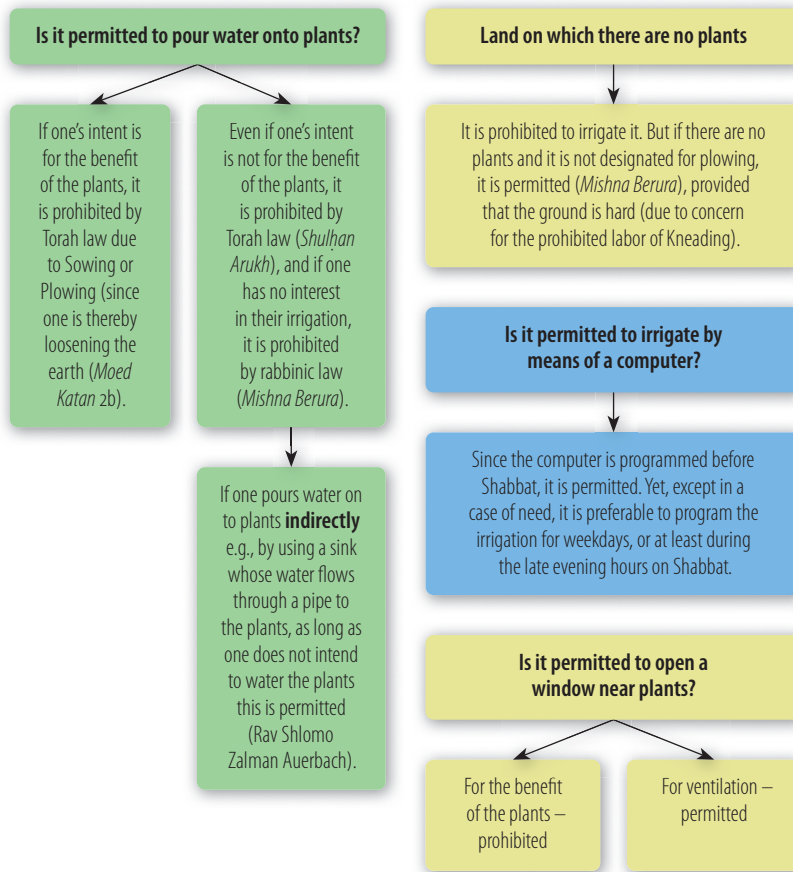 Is it permitted to pour water onto plants?
If one's intent is
for the benefit
of the plants, it
is prohibited by
Torah law due
to Sowing or
Plowing (since
one is thereby
loosening the
earth (Moed
Katan 2b).
Even if one's intent
is not for the benefit
of the plants, it
is prohibited by
Torah law (Shulḥan
Arukh), and if one
has no interest
in their irrigation,
it is prohibited
by rabbinic law
(Mishna Berura).
If one pours water on
to plants indirectly
e.g., by using a sink
whose water flows
through a pipe to
the plants, as long as
one does not intend
to water the plants
this is permitted
(Rav Shlomo
Zalman Auerbach).
Land on which there are no plants
It is prohibited to irrigate it. But if there are no
plants and it is not designated for plowing,
it is permitted (Mishna Berura), provided
that the ground is hard (due to concern
for the prohibited labor of Kneading).
Is it permitted to irrigate by
means of a computer?
Since the computer is programmed before
Shabbat, it is permitted. Yet, except in a
case of need, it is preferable to program the
irrigation for weekdays, or at least during
the late evening hours on Shabbat.
Is it permitted to open a
window near plants?
For the benefit
of the plants –
prohibited
For ventilation –
permitted